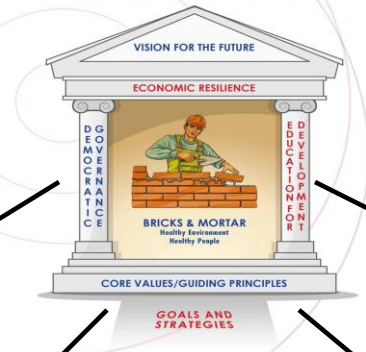 VISION FOR THE FUTURE
ECONOMIC RESILIENCE
DEMOCRATIC
GOVERNANCE
EDUCATION FOR
DEVELOPMENT
BRICKS & MORTAR
Healthy Environment
Healthy People
CORE VALUES/GUIDING PRINCIPLES
GOALS AND
STRATEGIES